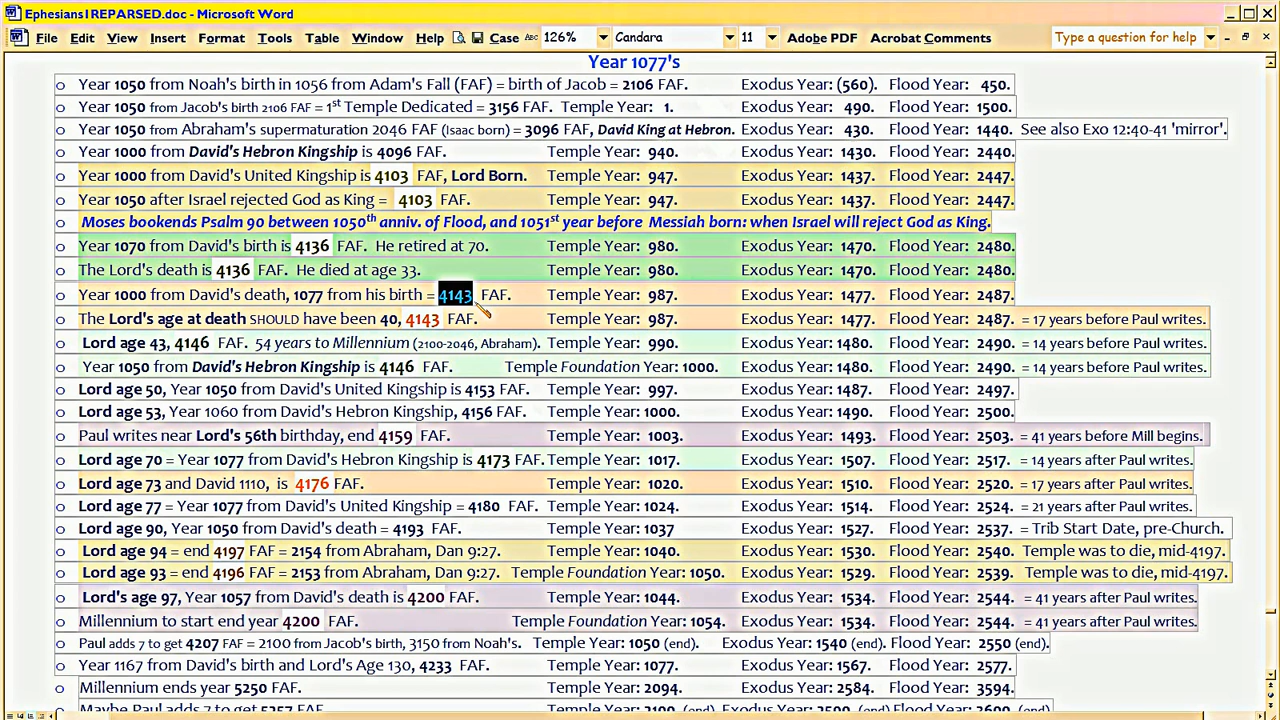 Ephesians1REPARSED.doc - Microsoft Word
File Edit View Insert Format Tools Table Window Help Case 126% Candara 11 Adobe PDF Acrobat Comments Type a question for help
Year 1077's
o Year 1050 from Noah's birth in 1056 from Adam's Fall (FAF) = birth of Jacob = 2106 FAF. Exodus Year: (560). Flood Year: 450.
o Year 1050 from Jacob's birth 2106 FAF = 1st Temple Dedicated = 3156 FAF. Temple Year: 1. Exodus Year: 490. Flood Year: 1500.
o Year 1050 from Abraham's supermaturation 2046 FAF (Isaac born) = 3096 FAF, David King at Hebron. Exodus Year: 430. Flood Year: 1440. See also Exo 12:40-41 'mirror'.
o Year 1000 from David's Hebron Kingship is 4096 FAF. Temple Year: 940. Exodus Year: 1430. Flood Year: 2440.
o Year 1000 from David's United Kingship is 4103 FAF, Lord Born. Temple Year: 947. Exodus Year: 1437. Flood Year: 2447.
o Year 1050 after Israel rejected God as King = 4103 FAF. Temple Year: 947. Exodus Year: 1437. Flood Year: 2447.
o Moses bookends Psalm 90 between 1050th anniv. of Flood, and 1051st year before Messiah born: when Israel will reject God as King.
o Year 1070 from David's birth is 4136 FAF. He retired at 70. Temple Year: 980. Exodus Year: 1470. Flood Year: 2480.
o The Lord's death is 4136 FAF. He died at age 33. Temple Year: 980. Exodus Year: 1470. Flood Year: 2480.
o Year 1000 from David's death, 1077 from his birth = 4143 FAF. Temple Year: 987. Exodus Year: 1477. Flood Year: 2487.
o The Lord's age at death SHOULD have been 40, 4143 FAF. Temple Year: 987. Exodus Year: 1477. Flood Year: 2487. = 17 years before Paul writes.
o Lord age 43, 4146 FAF. 54 years to Millennium (2100-2046, Abraham). Temple Year: 990. Exodus Year: 1480. Flood Year: 2490. = 14 years before Paul writes.
o Year 1050 from David's Hebron Kingship is 4146 FAF. Temple Foundation Year: 1000. Exodus Year: 1480. Flood Year: 2490. = 14 years before Paul writes.
o Lord age 50, Year 1050 from David's United Kingship is 4153 FAF. Temple Year: 997. Exodus Year: 1487. Flood Year: 2497.
o Lord age 53, Year 1060 from David's Hebron Kingship, 4156 FAF. Temple Year: 1000. Exodus Year: 1490. Flood Year: 2500.
o Paul writes near Lord's 56th birthday, end 4159 FAF. Temple Year: 1003. Exodus Year: 1493. Flood Year: 2503. = 41 years before Mill begins.
o Lord age 70 = Year 1077 from David's Hebron Kingship is 4173 FAF. Temple Year: 1017. Exodus Year: 1507. Flood Year: 2517. = 14 years after Paul writes.
o Lord age 73 and David 1110, is 4176 FAF. Temple Year: 1020. Exodus Year: 1510. Flood Year: 2520. = 17 years after Paul writes.
o Lord age 77 = Year 1077 from David's United Kingship = 4180 FAF. Temple Year: 1024. Exodus Year: 1514. Flood Year: 2524. = 21 years after Paul writes.
o Lord age 90, Year 1050 from David's death = 4193 FAF. Temple Year: 1037 Exodus Year: 1527. Flood Year: 2537. = Trib Start Date, pre-Church.
o Lord age 94 = end 4197 FAF = 2154 from Abraham, Dan 9:27. Temple Year: 1040. Exodus Year: 1530. Flood Year: 2540. Temple was to die, mid-4197.
o Lord age 93 = end 4196 FAF = 2153 from Abraham, Dan 9:27. Temple Foundation Year: 1050. Exodus Year: 1529. Flood Year: 2539. Temple was to die, mid-4197.
o Lord's age 97, Year 1057 from David's death is 4200 FAF. Temple Year: 1044. Exodus Year: 1534. Flood Year: 2544. = 41 years after Paul writes.
o Millennium to start end year 4200 FAF. Temple Foundation Year: 1054. Exodus Year: 1534. Flood Year: 2544. = 41 years after Paul writes.
o Paul adds 7 to get 4207 FAF = 2100 from Jacob's birth, 3150 from Noah's. Temple Year: 1050 (end). Exodus Year: 1540 (end). Flood Year: 2550 (end).
o Year 1167 from David's birth and Lord's Age 130, 4233 FAF. Temple Year: 1077. Exodus Year: 1567. Flood Year: 2577.
o Millennium ends year 5250 FAF. Temple Year: 2094. Exodus Year: 2584. Flood Year: 3594.
o Maybe Paul adds 7 to get 5257 FAF. Temple Year: 2100. (end) Exodus Year: